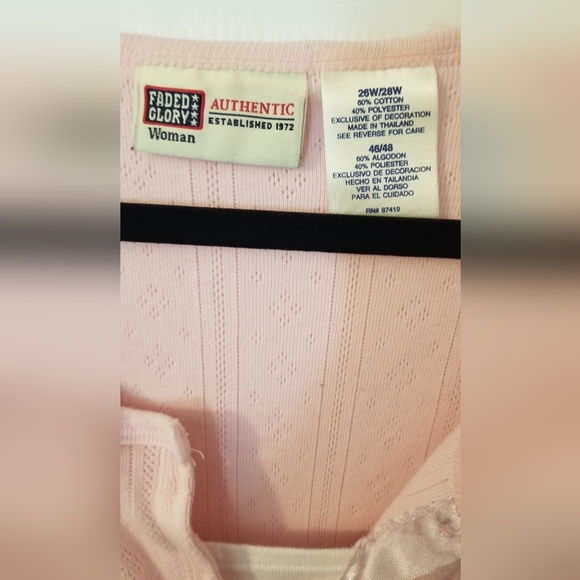 FADED
GLORY
Woman
AUTHENTIC
ESTABLISHED 1972
26W/28W
60% COTTON
40% POLYESTER
EXCLUSIVE OF DECORATION
MADE IN THAILAND
SEE REVERSE FOR CARE
46/48
60% ALGODON
40% POLIESTER
EXCLUSIVO DE DECORACION
HECHO EN TAILANDIA
VER AL DORSO
PARA EL CUIDADO
RN# 87419